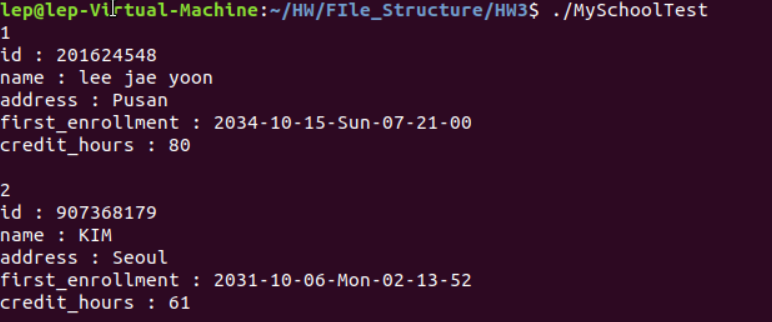 lep@lep-Virtual-Machine:~/HW/FIle_Structure/HW3$ ./MySchoolTest
1
id : 201624548
name : lee jae yoon
address : Pusan
first_enrollment : 2034-10-15-Sun-07-21-00
credit_hours : 80
2
id : 907368179
name : KIM
address : Seoul
first_enrollment : 2031-10-06-Mon-02-13-52
credit_hours : 61